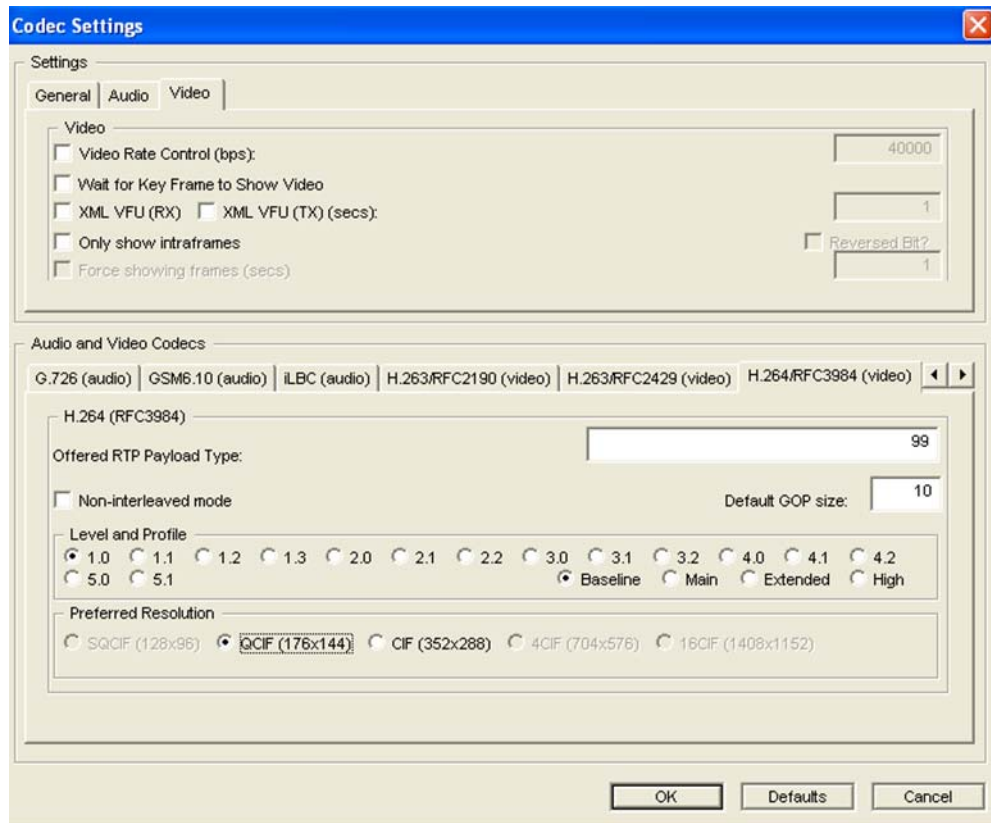 Codec Settings
Settings
General Audio Video
Video
Video Rate Control (bps): 40000
Wait for Key Frame to Show Video
XML VFU (RX) XML VFU (TX) (secs): 1
Only show intraframes Reversed Bit?
Force showing frames (secs) 1
Audio and Video Codecs
G.726 (audio) GSM6.10 (audio) iLBC (audio) H.263/RFC2190 (video) H.263/RFC2429 (video) H.264/RFC3984 (video)
H.264 (RFC3984)
Offered RTP Payload Type: 99
Non-interleaved mode Default GOP size: 10
Level and Profile
1.0 1.1 1.2 1.3 2.0 2.1 2.2 3.0 3.1 3.2 4.0 4.1 4.2
5.0 5.1 Baseline Main Extended High
Preferred Resolution
SQCIF (128x96) QCIF (176x144) CIF (352x288) 4CIF (704x576) 16CIF (1408x1152)
OK Defaults Cancel